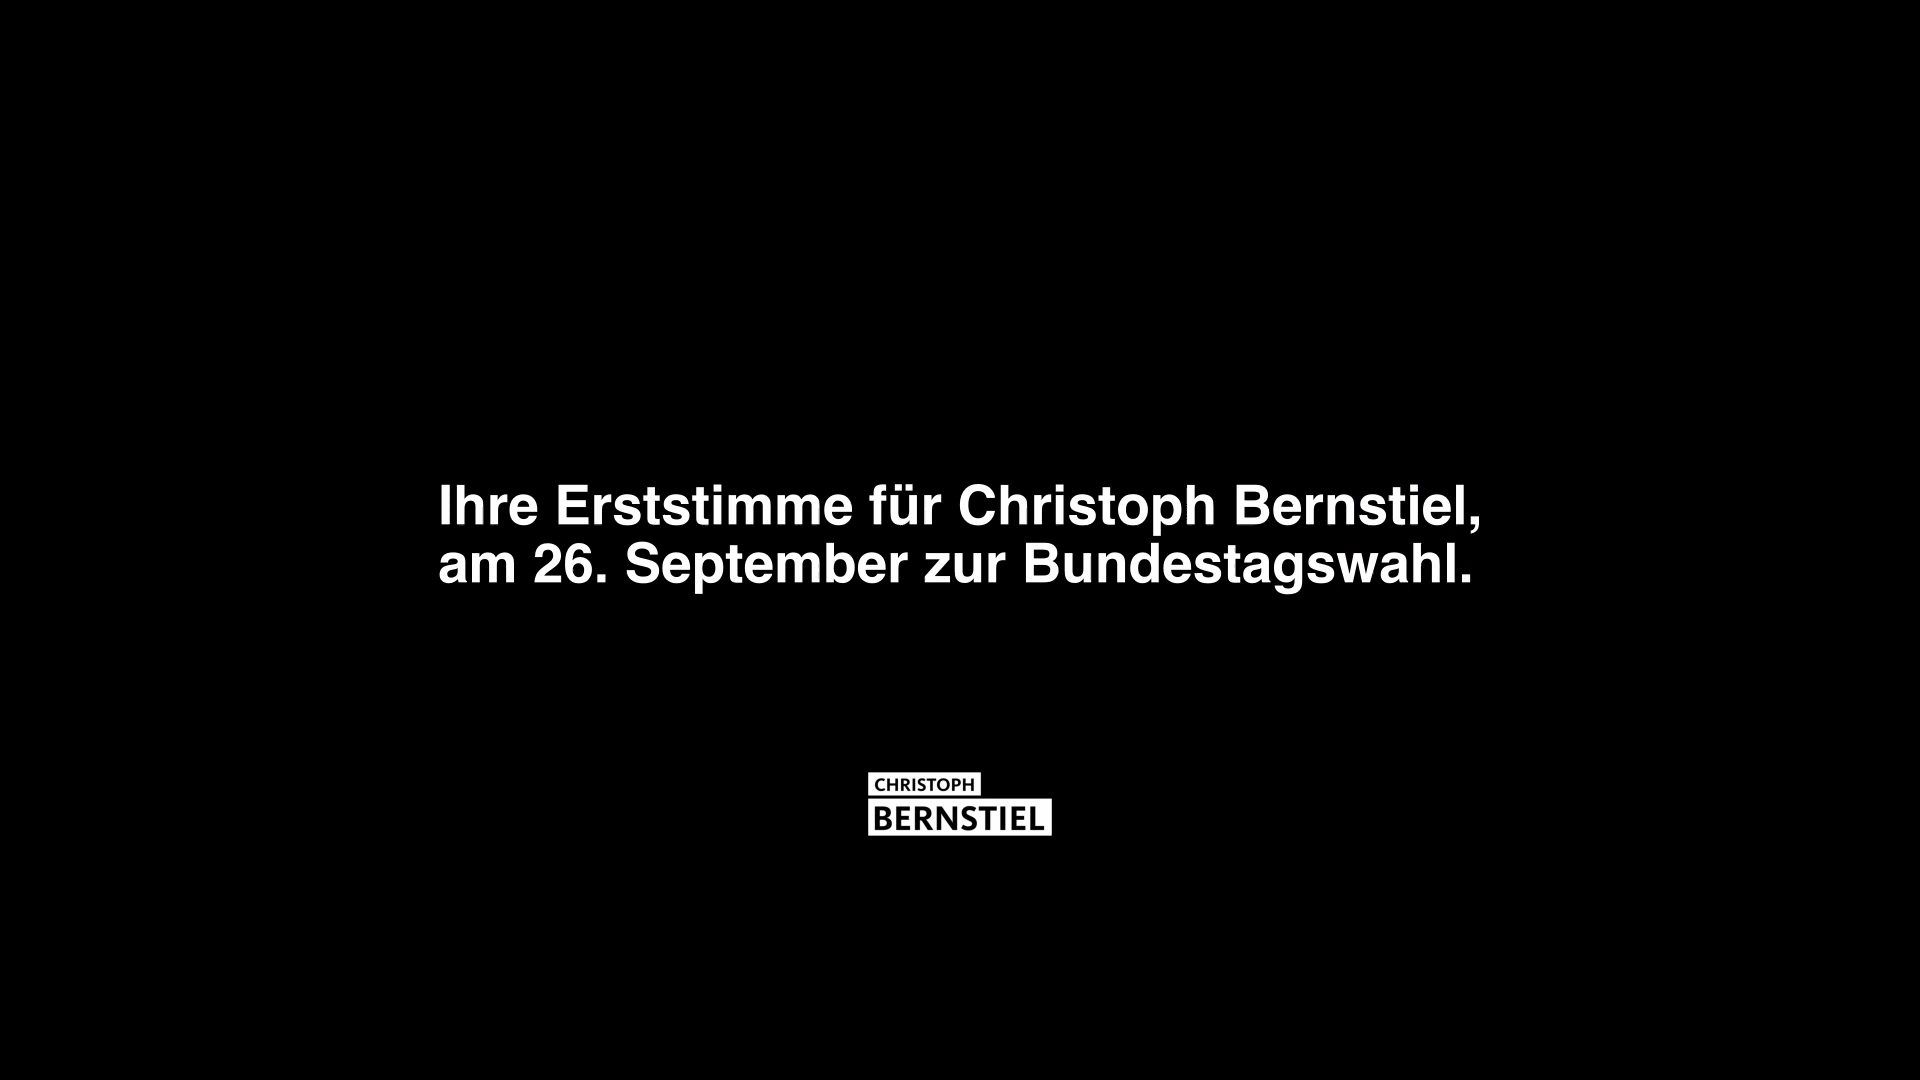 Ihre Erststimme für Christoph Bernstiel,
am 26. September zur Bundestagswahl.
CHRISTOPH
BERNSTIEL